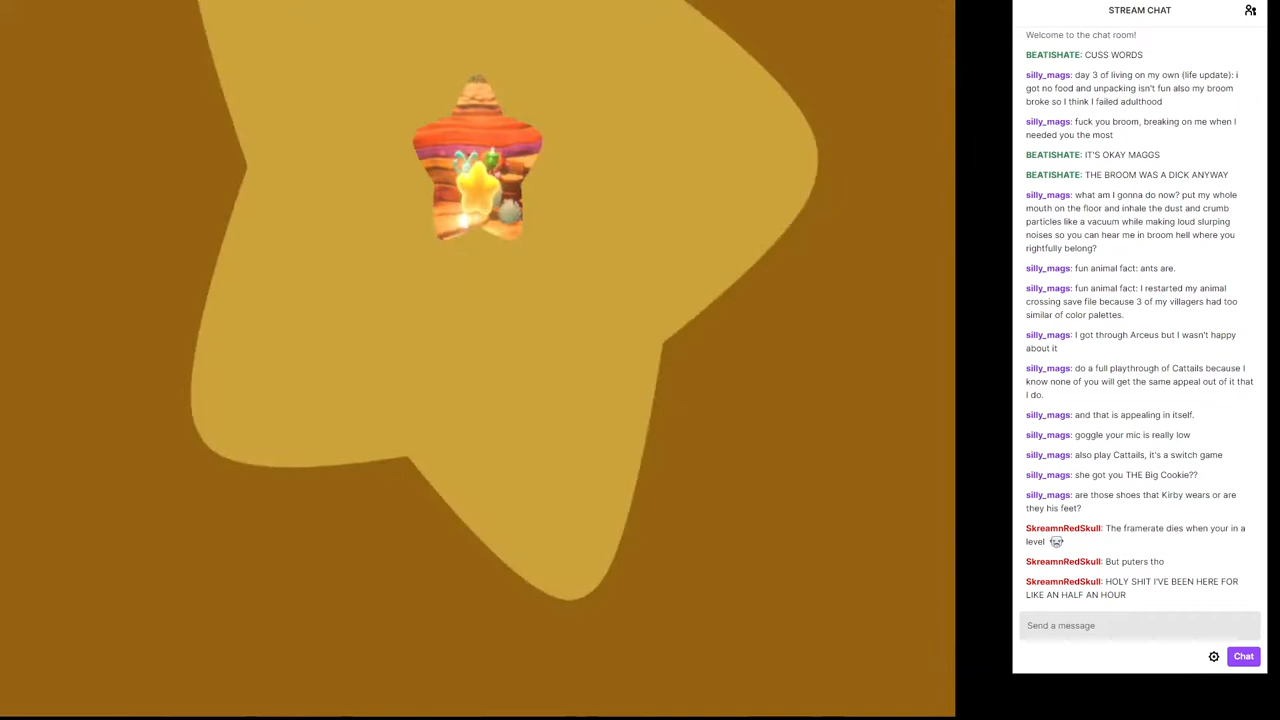 STREAM CHAT
Welcome to the chat room!
BEATISHATE: CUSS WORDS
silly_mags: day 3 of living on my own (life update): i
got no food and unpacking isn't fun also my broom
broke so I think I failed adulthood
silly_mags: fuck you broom, breaking on me when I
needed you the most
BEATISHATE: IT'S OKAY MAGGS
BEATISHATE: THE BROOM WAS A DICK ANYWAY
silly_mags: what am I gonna do now? put my whole
mouth on the floor and inhale the dust and crumb
particles like a vacuum while making loud slurping
noises so you can hear me in broom hell where you
rightfully belong?
silly_mags: fun animal fact: ants are.
silly_mags: fun animal fact: I restarted my animal
crossing save file because 3 of my villagers had too
similar of color palettes.
silly_mags: I got through Arceus but I wasn't happy
about it
silly_mags: do a full playthrough of Cattails because I
know none of you will get the same appeal out of it that
I do.
silly_mags: and that is appealing in itself.
silly_mags: goggle your mic is really low
silly_mags: also play Cattails, it's a switch game
silly_mags: she got you THE Big Cookie??
silly_mags: are those shoes that Kirby wears or are
they his feet?
SkreamnRedSkull: The framerate dies when your in a
level
SkreamnRedSkull: But puters tho
SkreamnRedSkull: HOLY SHIT I'VE BEEN HERE FOR
LIKE AN HALF AN HOUR
Send a message
Chat